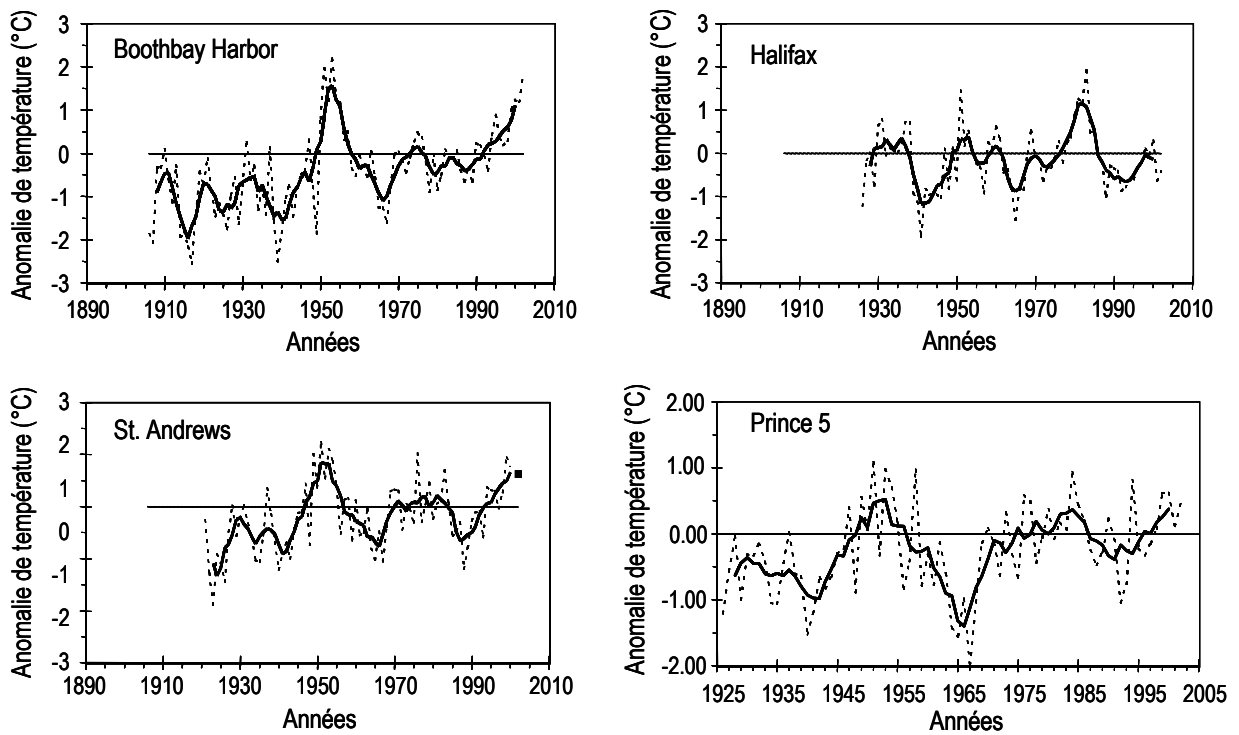 Anomalie de température (°C)
3
2
1
0
-1
-2
-3
Boothbay Harbor
1890 1910 1930 1950 1970 1990 2010
Années
Anomalie de température (°C)
3
2
1
0
-1
-2
-3
Halifax
1890 1910 1930 1950 1970 1990 2010
Années
Anomalie de température (°C)
3
2
1
0
-1
2
-3
St. Andrews
1890 1910 1930 1950 1970 1990 2010
Années
Anomalie de température (°C)
2.00
1.00
0.00
-1.00
-2.00
Prince 5
1925 1935 1945 1955 1965 1975 1985 1995 2005
Années